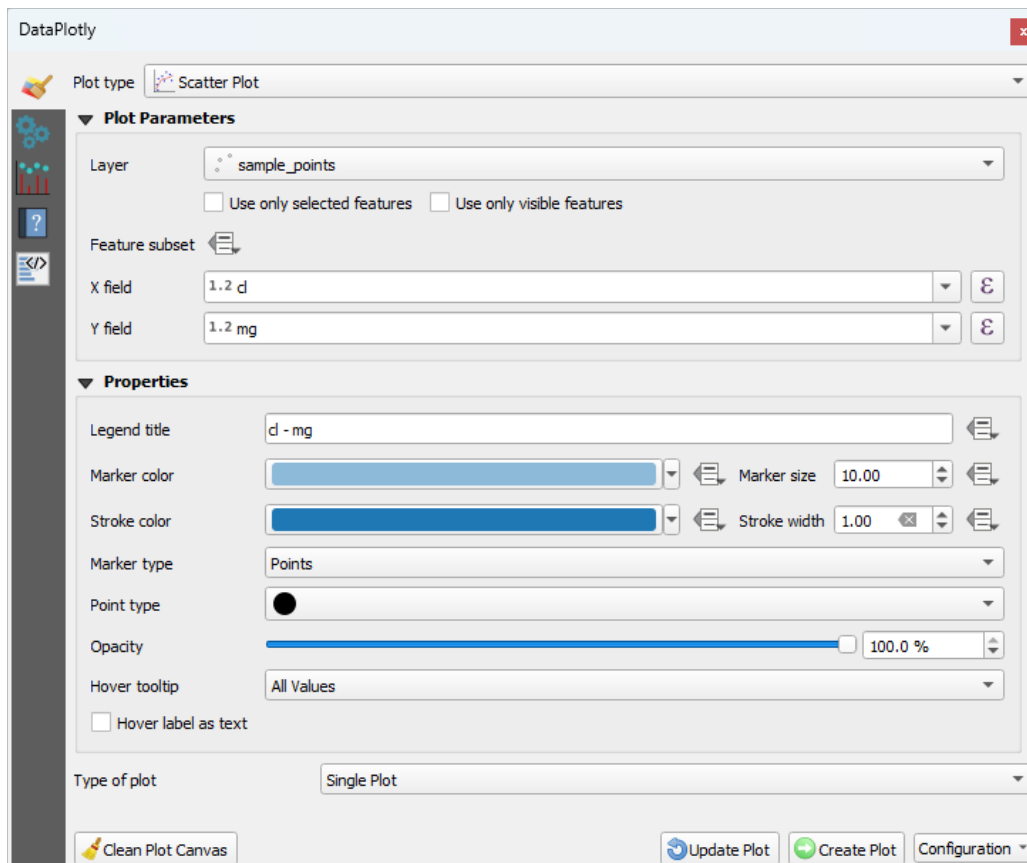 DataPlotly
x
Plot type Scatter Plot
Plot Parameters
Layer sample_points
Use only selected features Use only visible features
Feature subset
X field 1.2 cl ε
Y field 1.2 mg ε
Properties
Legend title cl - mg
Marker color Marker size 10.00
Stroke color Stroke width 1.00
Marker type Points
Point type
Opacity 100.0 %
Hover tooltip All Values
Hover label as text
Type of plot Single Plot
Clean Plot Canvas Update Plot Create Plot Configuration